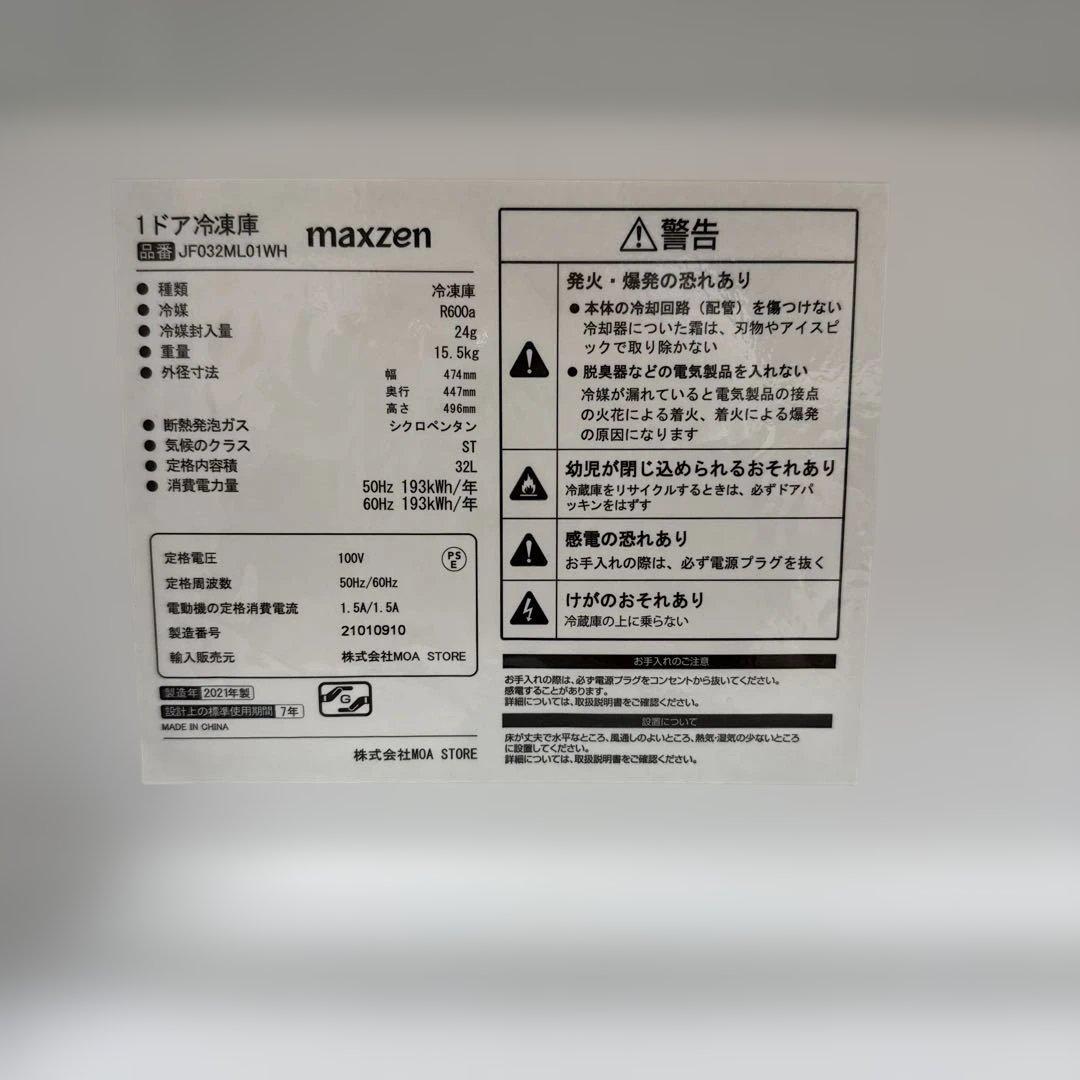 1ドア冷凍庫
品番 JF032ML01WH
maxzen
● 種類 冷凍庫
● 冷媒 R600a
● 冷媒封入量 24g
● 重量 15.5kg
● 外径寸法 幅 474mm
奥行 447mm
高さ 496mm
● 断熱発泡ガス シクロペンタン
● 気候のクラス ST
● 定格内容積 32L
● 消費電力量 50Hz 193kWh/年
60Hz 193kWh/年
定格電圧 100V
PS
E
定格周波数 50Hz/60Hz
電動機の定格消費電流 1.5A/1.5A
製造番号 21010910
輸入販売元 株式会社MOA STORE
製造年 2021年製
設計上の標準使用期間 7年
G
MADE IN CHINA
株式会社MOA STORE
警告
発火・爆発の恐れあり
● 本体の冷却回路（配管）を傷つけない
冷却器についた霜は、刃物やアイスピ
ックで取り除かない
● 脱臭器などの電気製品を入れない
冷媒が漏れていると電気製品の接点
の火花による着火、着火による爆発
の原因になります
幼児が閉じ込められるおそれあり
冷蔵庫をリサイクルするときは、必ずドアパ
ッキンをはずす
感電の恐れあり
お手入れの際は、必ず電源プラグを抜く
けがのおそれあり
冷蔵庫の上に乗らない
お手入れのご注意
お手入れの際は、必ず電源プラグをコンセントから抜いてください。
感電することがあります。
詳細については、取扱説明書をご確認ください。
設置について
床が丈夫で水平なところ、風通しのよいところ、熱気・湿気の少ないところ
に設置してください。
詳細については、取扱説明書をご確認ください。